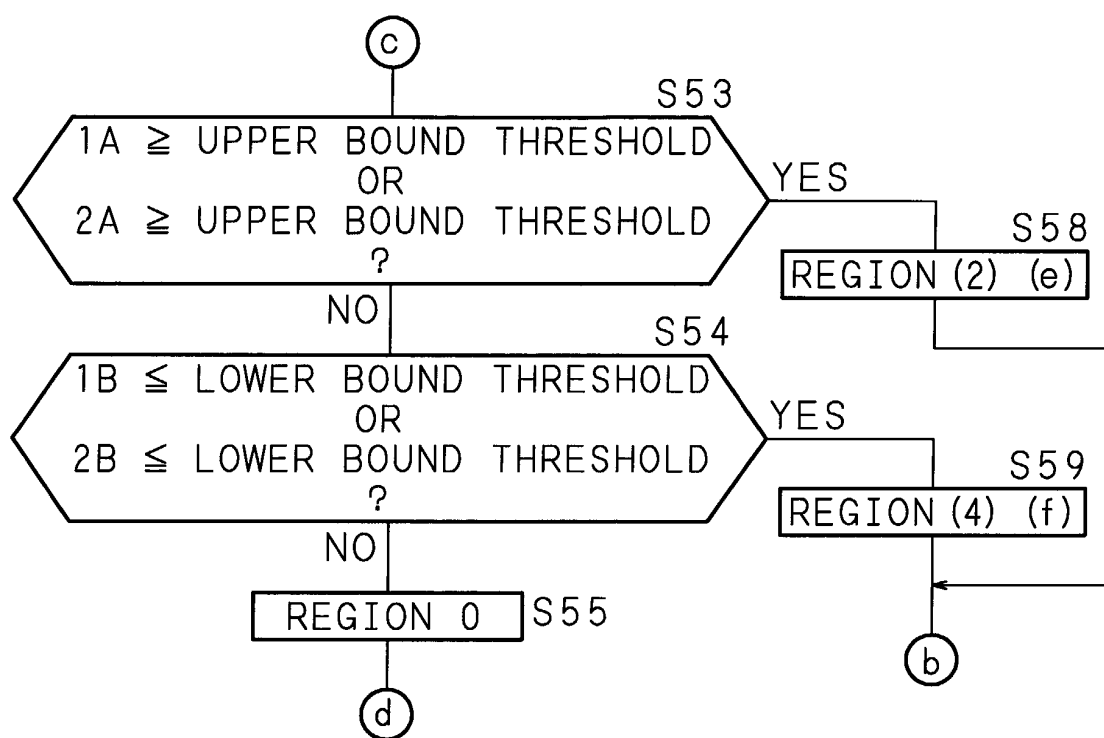 c
S53
1A ≧ UPPER BOUND THRESHOLD
OR
2A ≧ UPPER BOUND THRESHOLD
?
YES
S58
REGION (2) (e)
NO
S54
1B ≦ LOWER BOUND THRESHOLD
OR
2B ≦ LOWER BOUND THRESHOLD
?
YES
S59
REGION (4) (f)
NO
REGION 0 S55
b
d